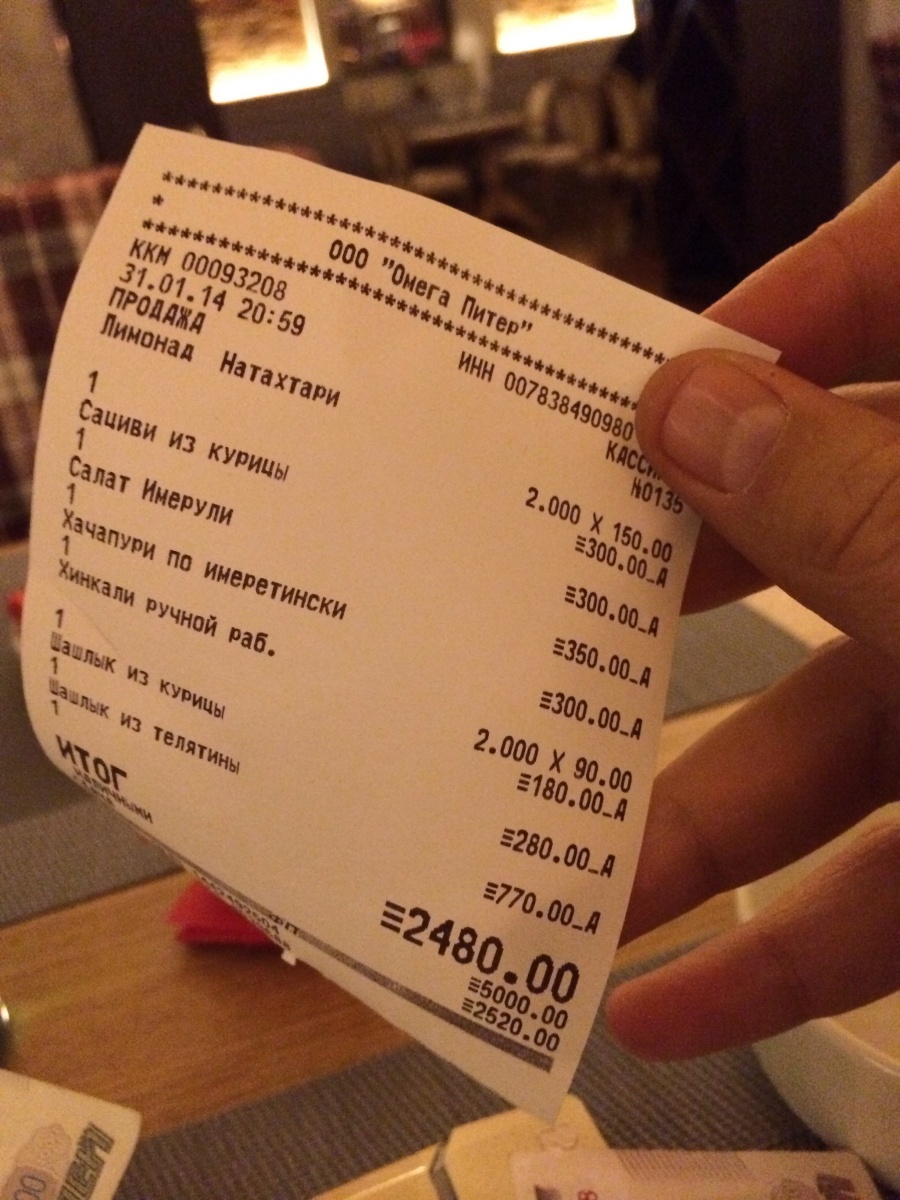 ****************************************
* ООО "Омега Питер"
****************************************
ККМ 00093208 ИНН 007838490980
31.01.14 20:59
ПРОДАЖА №0135
Лимонад Натахтари
2.000 X 150.00
1 ≡300.00_А
Сациви из курицы
1 ≡300.00_А
Салат Имерули
1 ≡350.00_А
Хачапури по имеретински
1 ≡300.00_А
Хинкали ручной раб.
2.000 X 90.00
1 ≡180.00_А
Шашлык из курицы
1 ≡280.00_А
Шашлык из телятины
1 ≡770.00_А
ИТОГ ≡2480.00
НАЛИЧНЫМИ ≡5000.00
≡2520.00